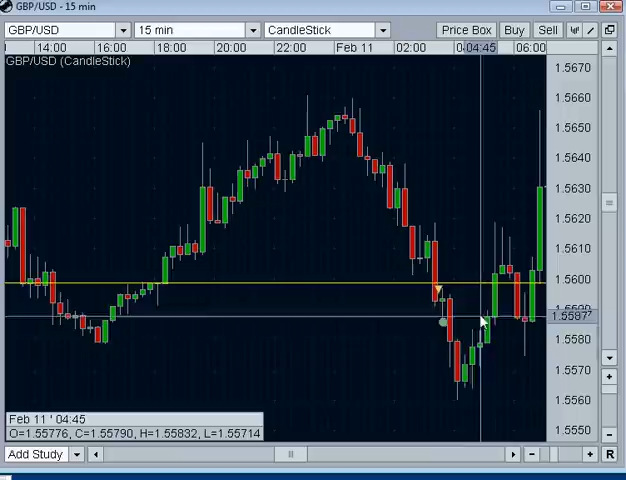 GBP/USD - 15 min
GBP/USD 15 min CandleStick Price Box Buy Sell
14:00 16:00 18:00 20:00 22:00 Feb 11 02:00 04:45 06:00
GBP/USD (CandleStick)
1.5670
1.5660
1.5650
1.5640
1.5630
1.5620
1.5610
1.5600
1.5587
1.5580
1.5570
1.5560
1.5550
Feb 11 ' 04:45
O=1.55776, C=1.55790, H=1.55832, L=1.55714
Add Study R